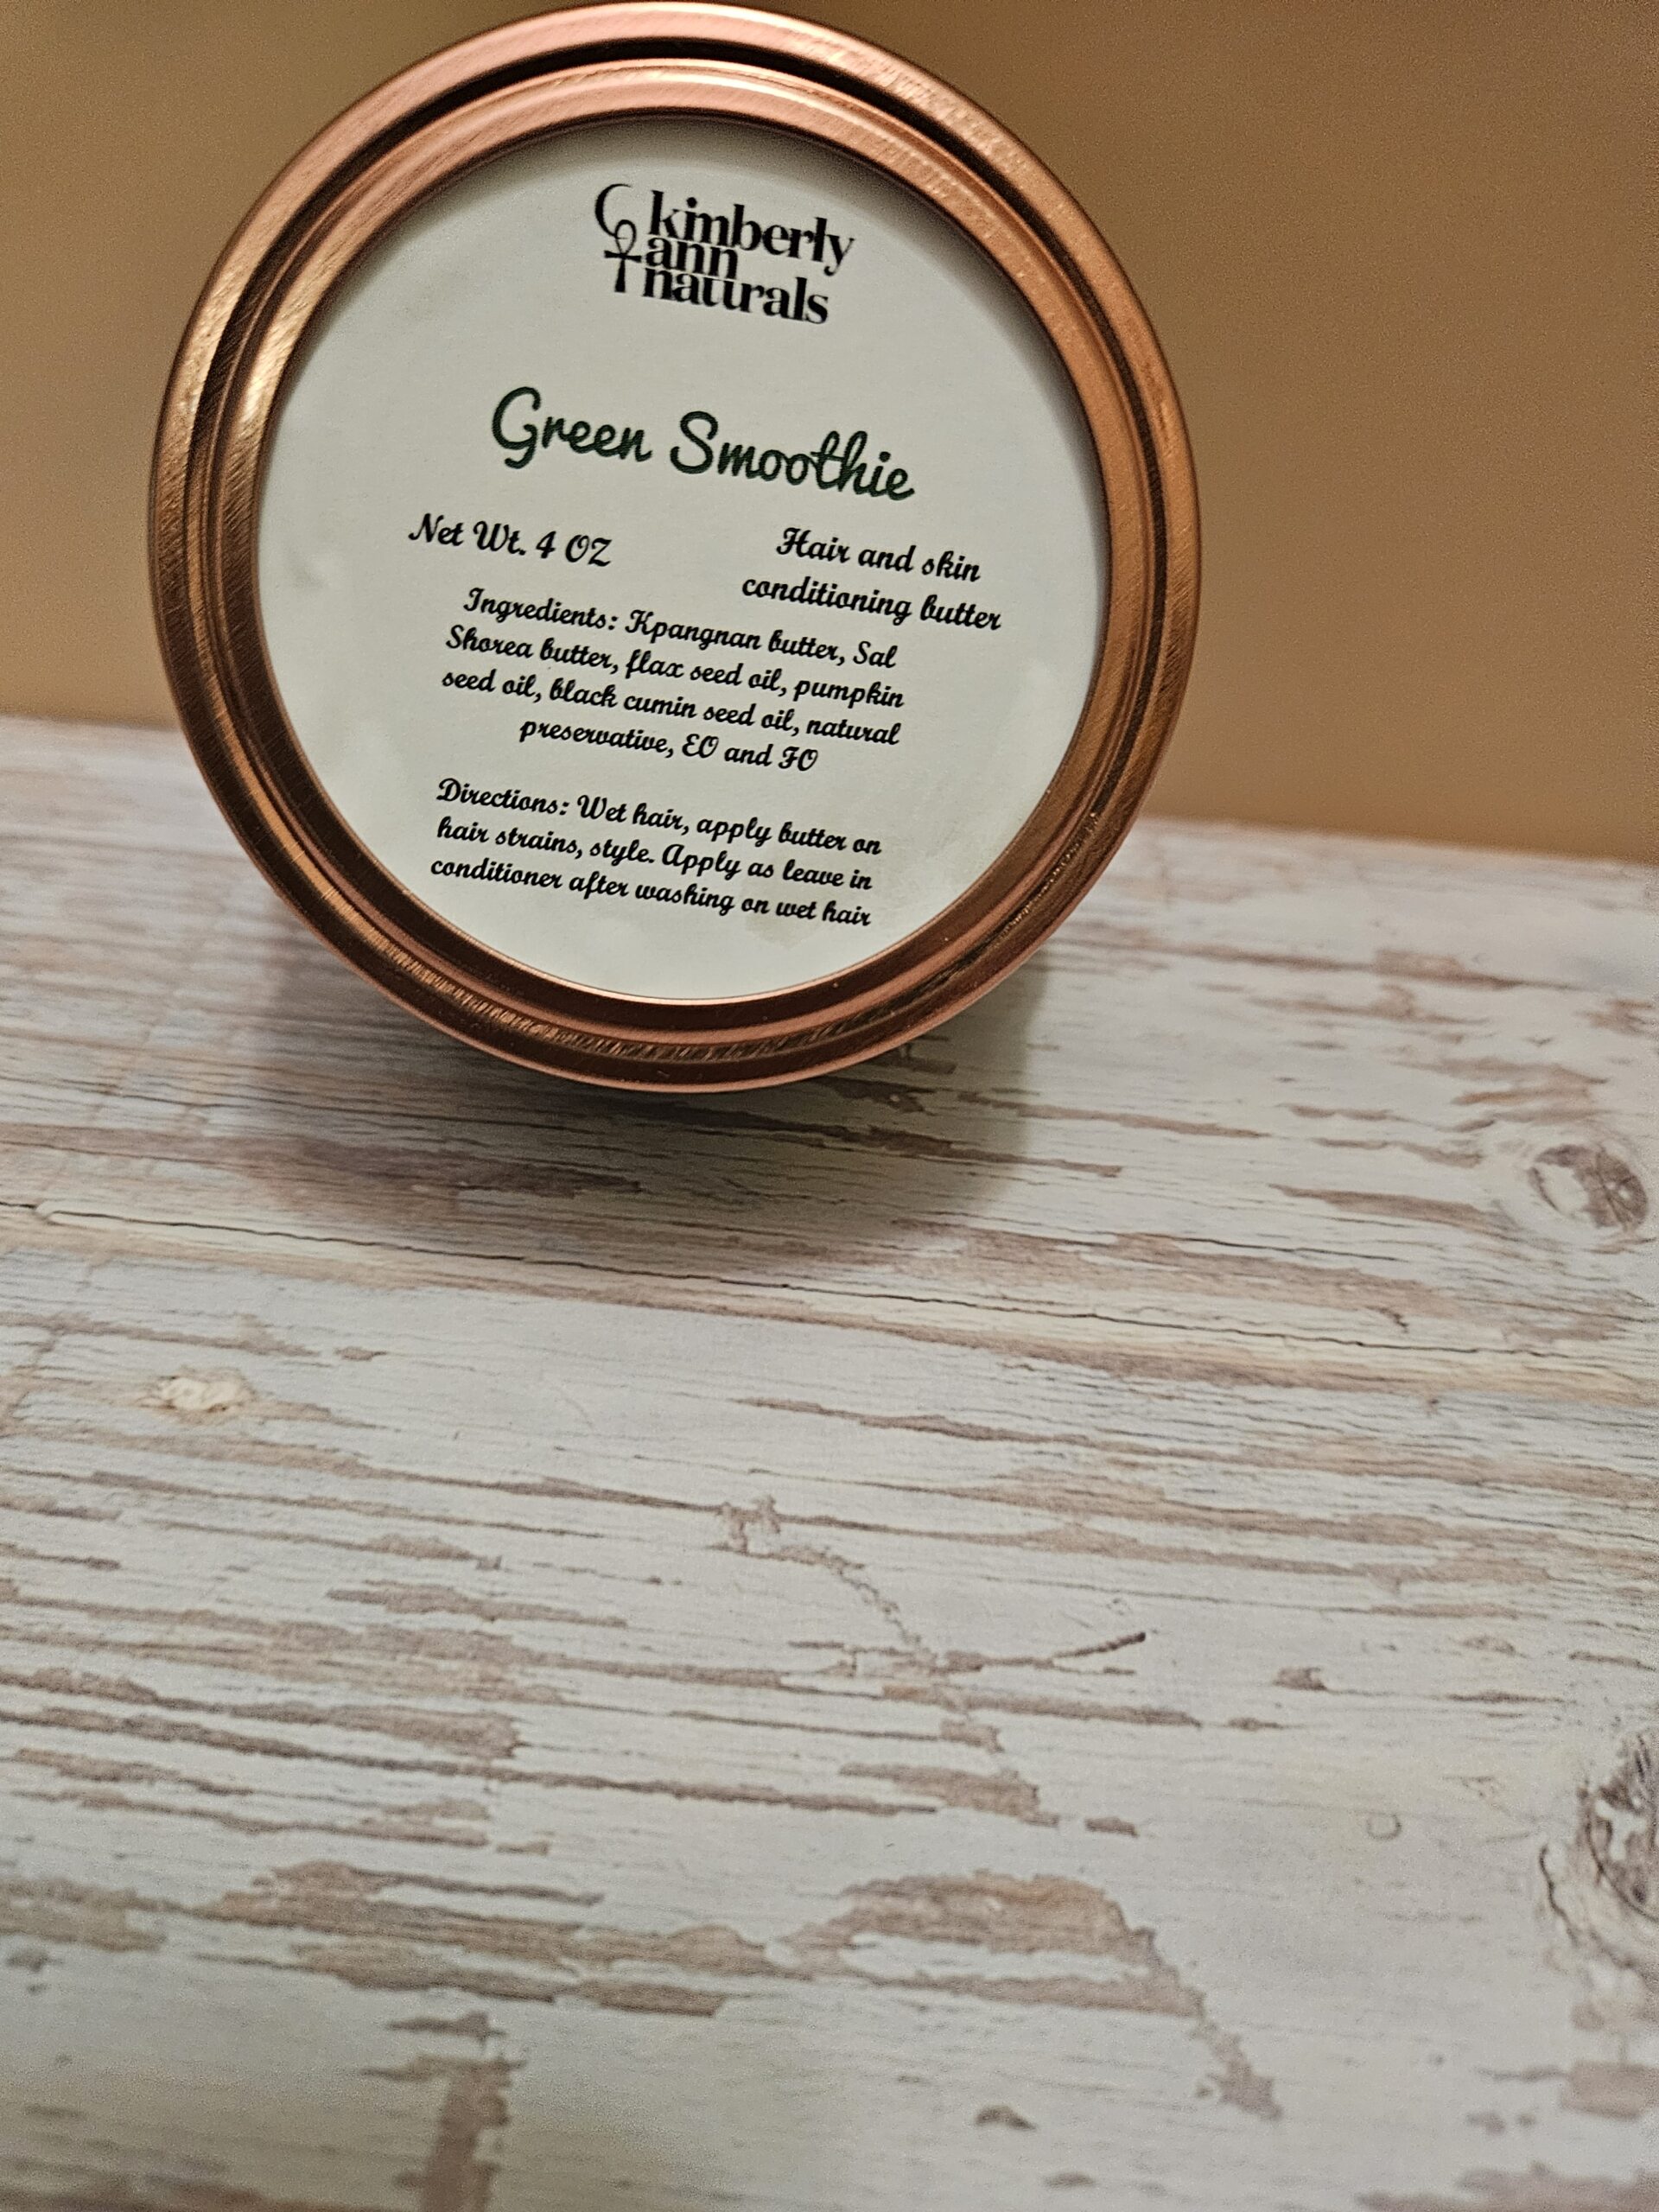 kimberly
ann
naturals
Green Smoothie
Net Wt. 4 OZ
Hair and skin
conditioning butter
Ingredients: Kpangnan butter, Sal
Shorea butter, flax seed oil, pumpkin
seed oil, black cumin seed oil, natural
preservative, EO and FO
Directions: Wet hair, apply butter on
hair strains, style. Apply as leave in
conditioner after washing on wet hair